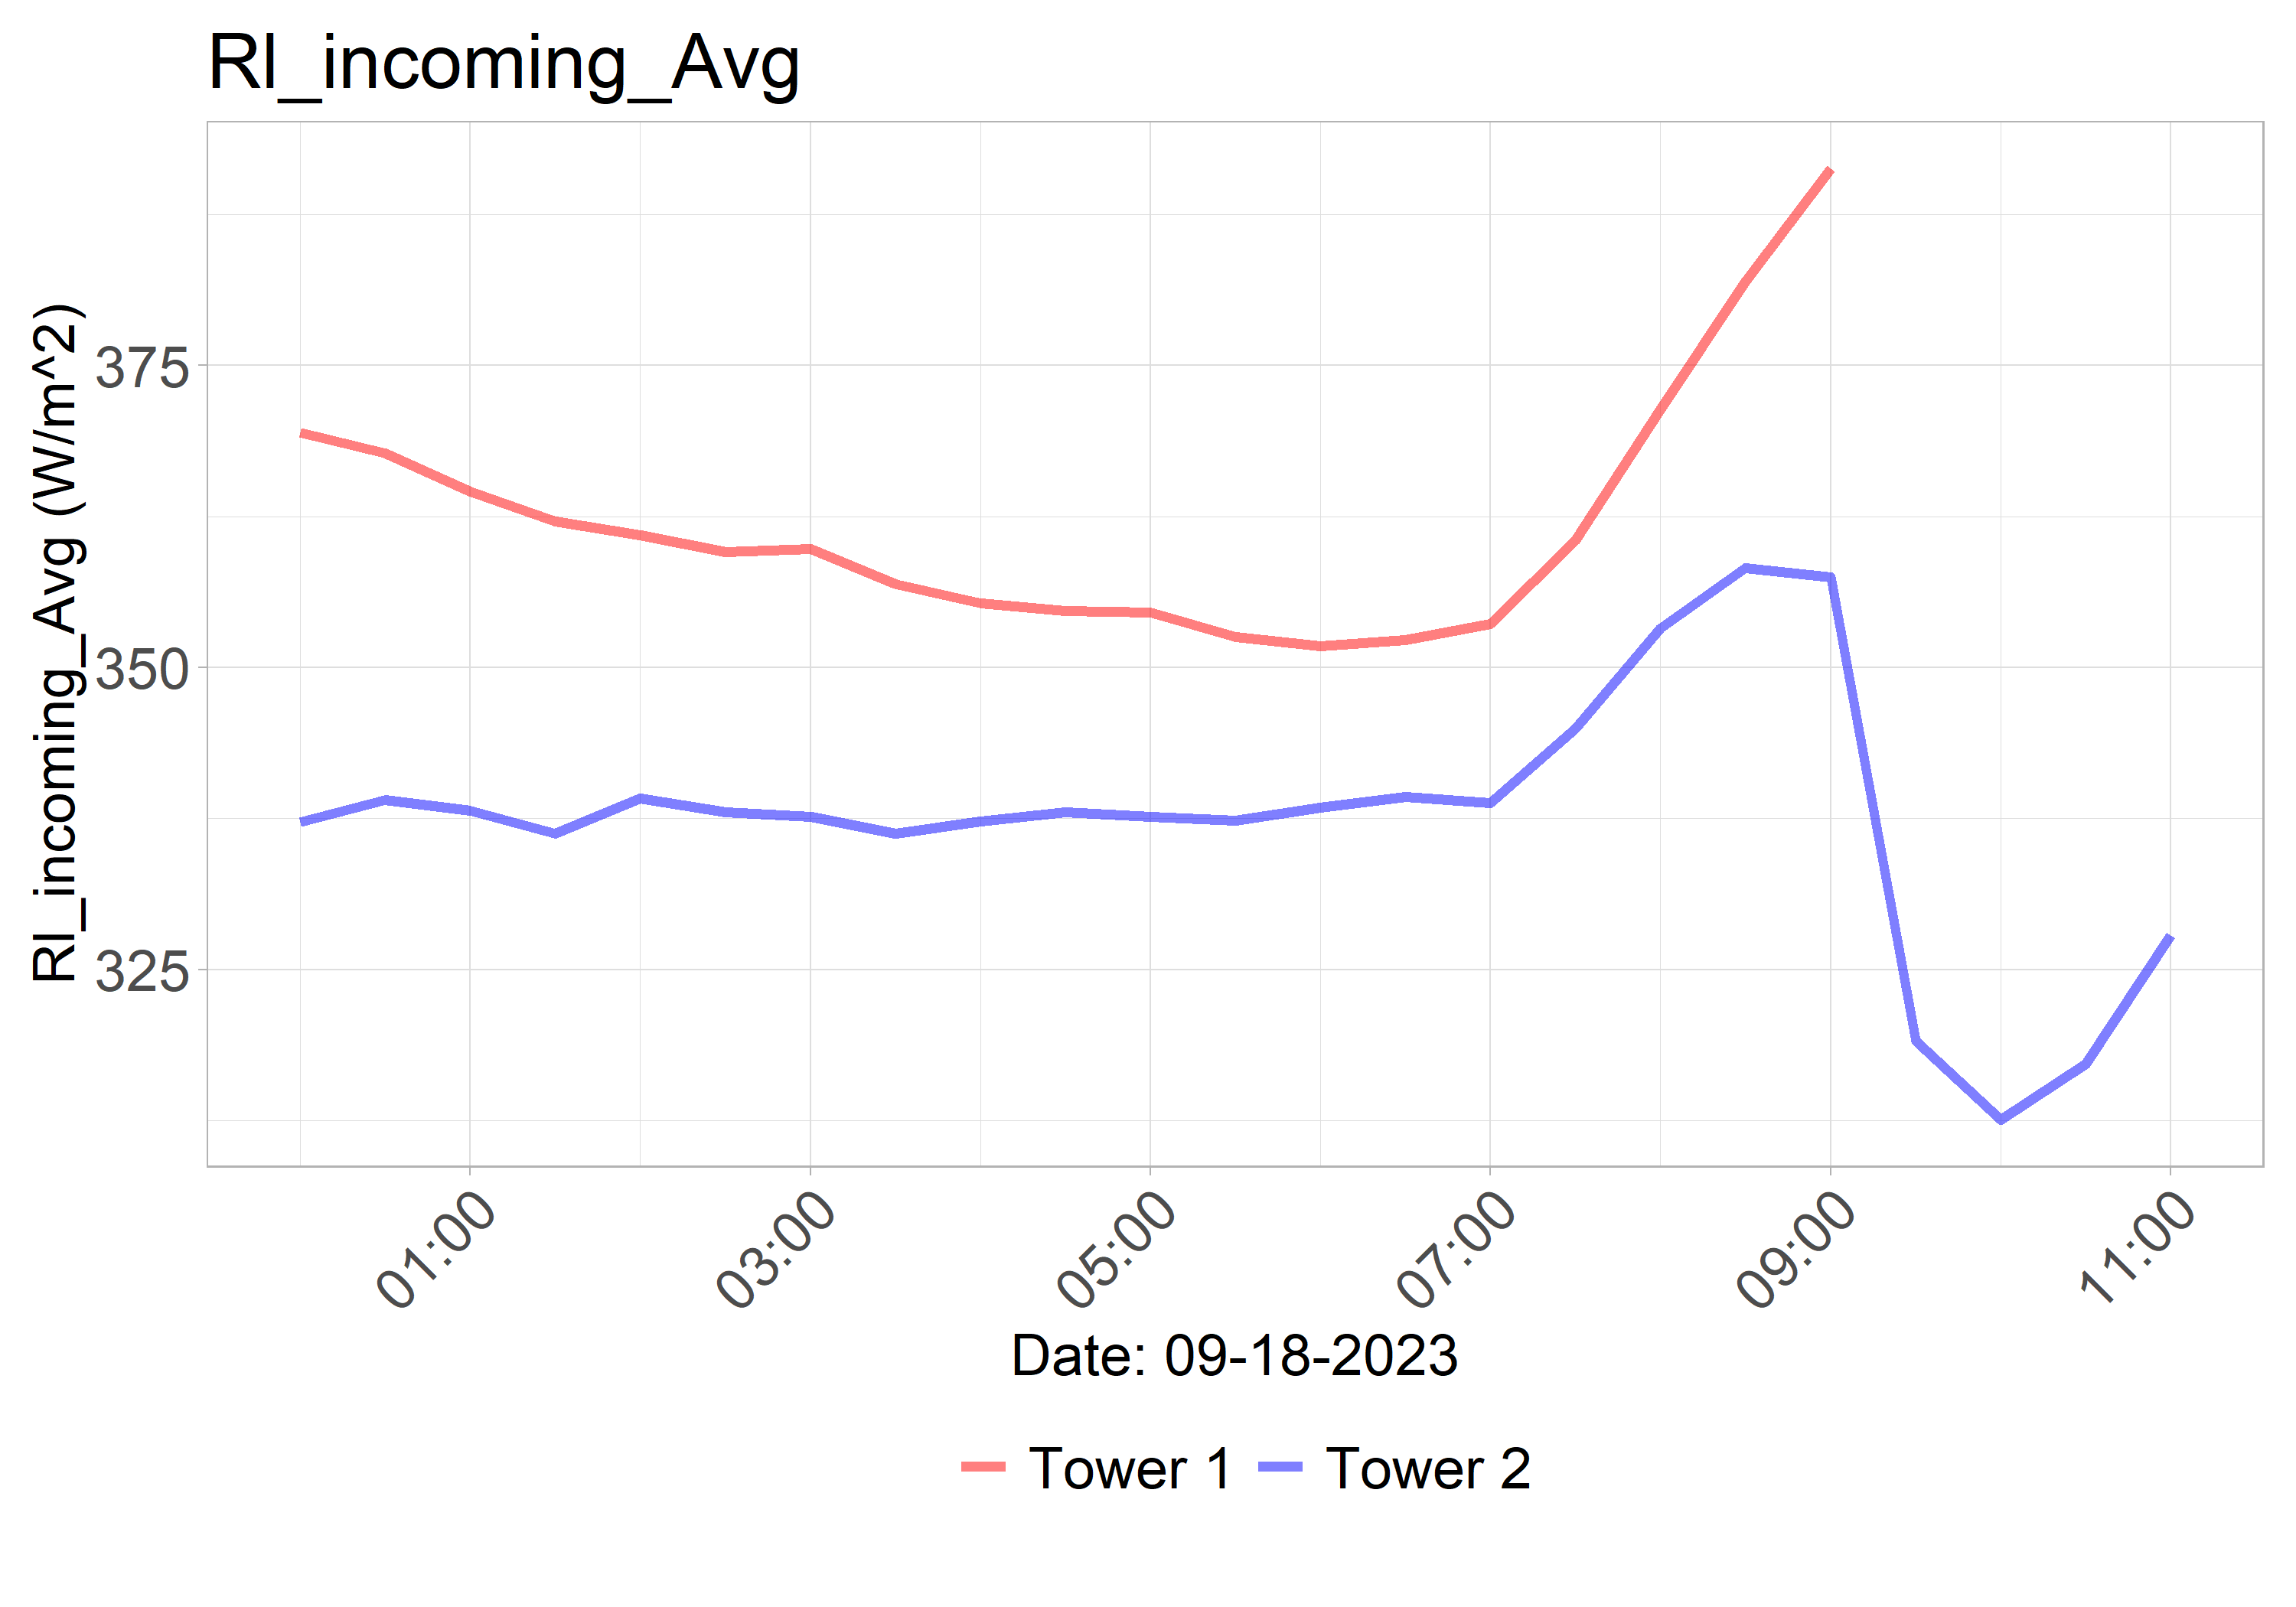 Rl_incoming_Avg
Rl_incoming_Avg (W/m^2)
375
350
325
01:00
03:00
05:00
07:00
09:00
11:00
Date: 09-18-2023
Tower 1
Tower 2